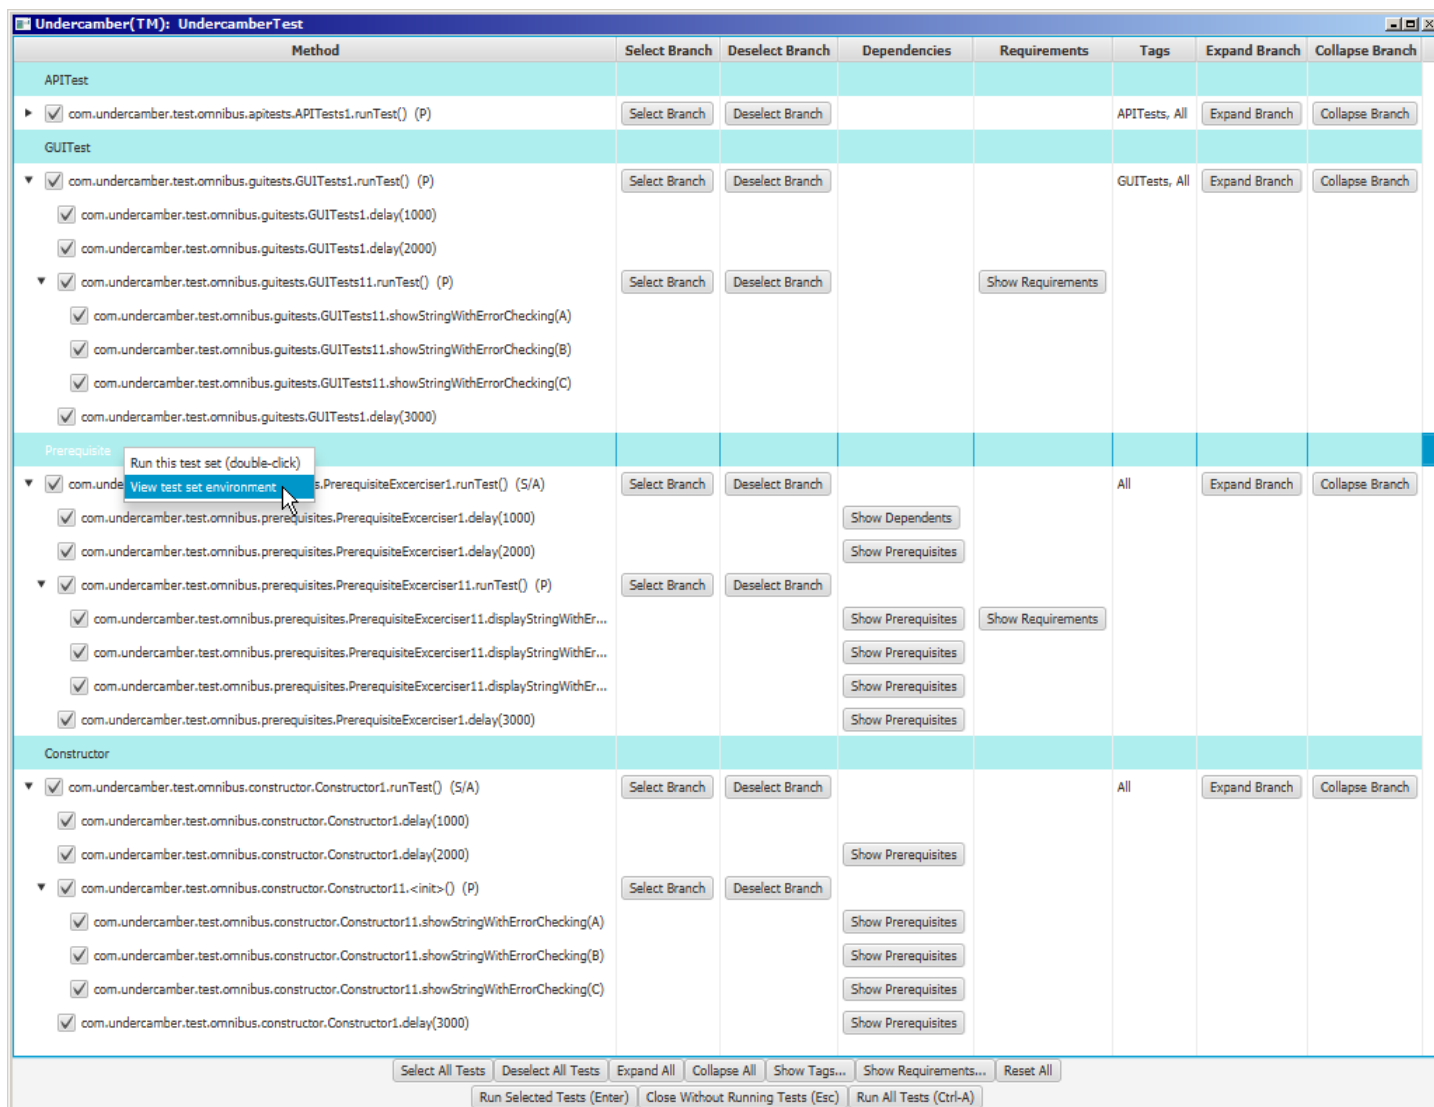 Undercamber(TM): UndercamberTest
Method Select Branch Deselect Branch Dependencies Requirements Tags Expand Branch Collapse Branch
APITest
com.undercamber.test.omnibus.apitests.APITests1.runTest() (P) Select Branch Deselect Branch APITests, All Expand Branch Collapse Branch
GUITest
com.undercamber.test.omnibus.guitests.GUITests1.runTest() (P) Select Branch Deselect Branch GUITests, All Expand Branch Collapse Branch
com.undercamber.test.omnibus.guitests.GUITests1.delay(1000)
com.undercamber.test.omnibus.guitests.GUITests1.delay(2000)
com.undercamber.test.omnibus.guitests.GUITests11.runTest() (P) Select Branch Deselect Branch Show Requirements
com.undercamber.test.omnibus.guitests.GUITests11.showStringWithErrorChecking(A)
com.undercamber.test.omnibus.guitests.GUITests11.showStringWithErrorChecking(B)
com.undercamber.test.omnibus.guitests.GUITests11.showStringWithErrorChecking(C)
com.undercamber.test.omnibus.guitests.GUITests1.delay(3000)
Prerequisite
Run this test set (double-click)
View test set environment
com.unde s.PrerequisiteExcerciser1.runTest() (S/A) Select Branch Deselect Branch All Expand Branch Collapse Branch
com.undercamber.test.omnibus.prerequisites.PrerequisiteExcerciser1.delay(1000) Show Dependents
com.undercamber.test.omnibus.prerequisites.PrerequisiteExcerciser1.delay(2000) Show Prerequisites
com.undercamber.test.omnibus.prerequisites.PrerequisiteExcerciser11.runTest() (P) Select Branch Deselect Branch
com.undercamber.test.omnibus.prerequisites.PrerequisiteExcerciser11.displayStringWithEr... Show Prerequisites Show Requirements
com.undercamber.test.omnibus.prerequisites.PrerequisiteExcerciser11.displayStringWithEr... Show Prerequisites
com.undercamber.test.omnibus.prerequisites.PrerequisiteExcerciser11.displayStringWithEr... Show Prerequisites
com.undercamber.test.omnibus.prerequisites.PrerequisiteExcerciser1.delay(3000) Show Prerequisites
Constructor
com.undercamber.test.omnibus.constructor.Constructor1.runTest() (S/A) Select Branch Deselect Branch All Expand Branch Collapse Branch
com.undercamber.test.omnibus.constructor.Constructor1.delay(1000)
com.undercamber.test.omnibus.constructor.Constructor1.delay(2000) Show Prerequisites
com.undercamber.test.omnibus.constructor.Constructor11.<init>() (P) Select Branch Deselect Branch
com.undercamber.test.omnibus.constructor.Constructor11.showStringWithErrorChecking(A) Show Prerequisites
com.undercamber.test.omnibus.constructor.Constructor11.showStringWithErrorChecking(B) Show Prerequisites
com.undercamber.test.omnibus.constructor.Constructor11.showStringWithErrorChecking(C) Show Prerequisites
com.undercamber.test.omnibus.constructor.Constructor1.delay(3000) Show Prerequisites
Select All Tests Deselect All Tests Expand All Collapse All Show Tags... Show Requirements... Reset All
Run Selected Tests (Enter) Close Without Running Tests (Esc) Run All Tests (Ctrl-A)